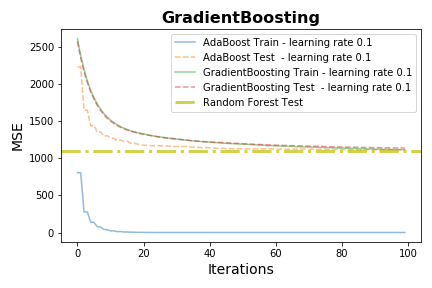 GradientBoosting
AdaBoost Train - learning rate 0.1
AdaBoost Test - learning rate 0.1
GradientBoosting Train - learning rate 0.1
GradientBoosting Test - learning rate 0.1
Random Forest Test
MSE
2500
2000
1500
1000
500
0
0 20 40 60 80 100
Iterations